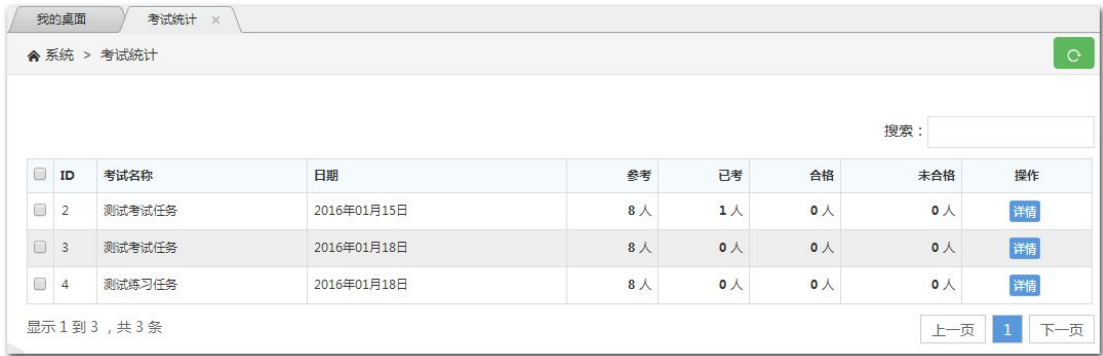 我的桌面 考试统计 ×
系统 > 考试统计
搜索：
ID 考试名称 日期 参考 已考 合格 未合格 操作
2 测试考试任务 2016年01月15日 8 人 1 人 0 人 0 人 详情
3 测试考试任务 2016年01月18日 8 人 0 人 0 人 0 人 详情
4 测试练习任务 2016年01月18日 8 人 0 人 0 人 0 人 详情
显示 1 到 3 ，共 3 条 上一页 1 下一页